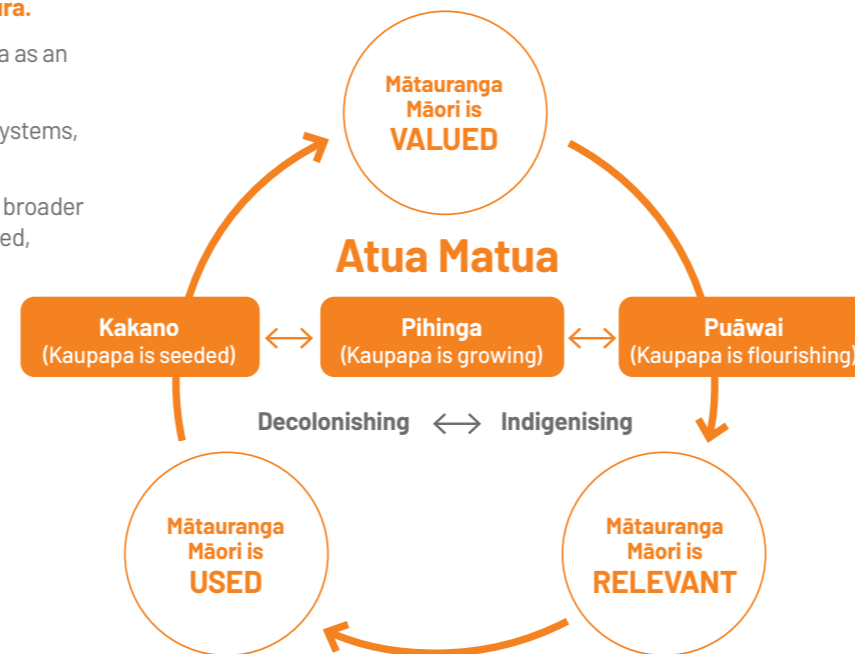 ura.
a as an
ystems,
broader
ed,
Mātauranga
Māori is
VALUED
Atua Matua
Kakano
(Kaupapa is seeded)
Pihinga
(Kaupapa is growing)
Puāwai
(Kaupapa is flourishing)
Decolonishing
Indigenising
Mātauranga
Māori is
USED
Mātauranga
Māori is
RELEVANT